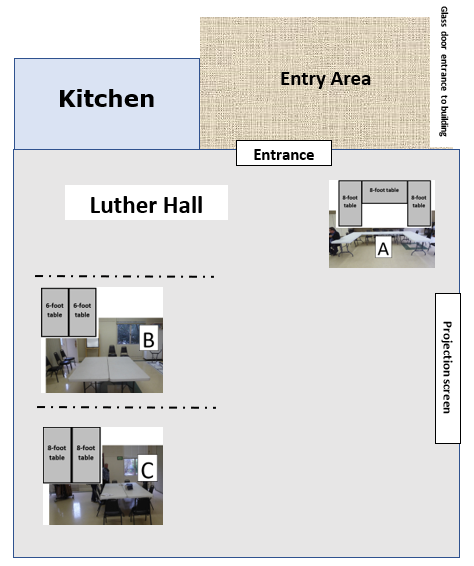 Glass door entrance to building
Entry Area
Kitchen
Entrance
Luther Hall
8-foot
table
8-foot table
8-foot
table
A
6-foot
table
6-foot
table
B
Projection screen
8-foot
table
8-foot
table
C